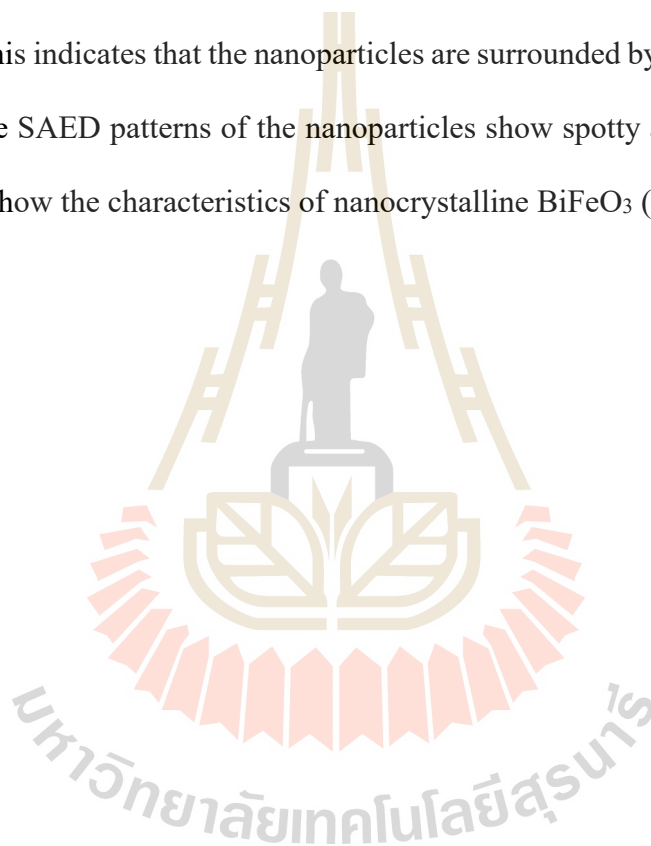 his indicates that the nanoparticles are surrounded by
e SAED patterns of the nanoparticles show spotty
how the characteristics of nanocrystalline BiFeO₃ (
มหาวิทยาลัยเทคโนโลยีสุรนารี